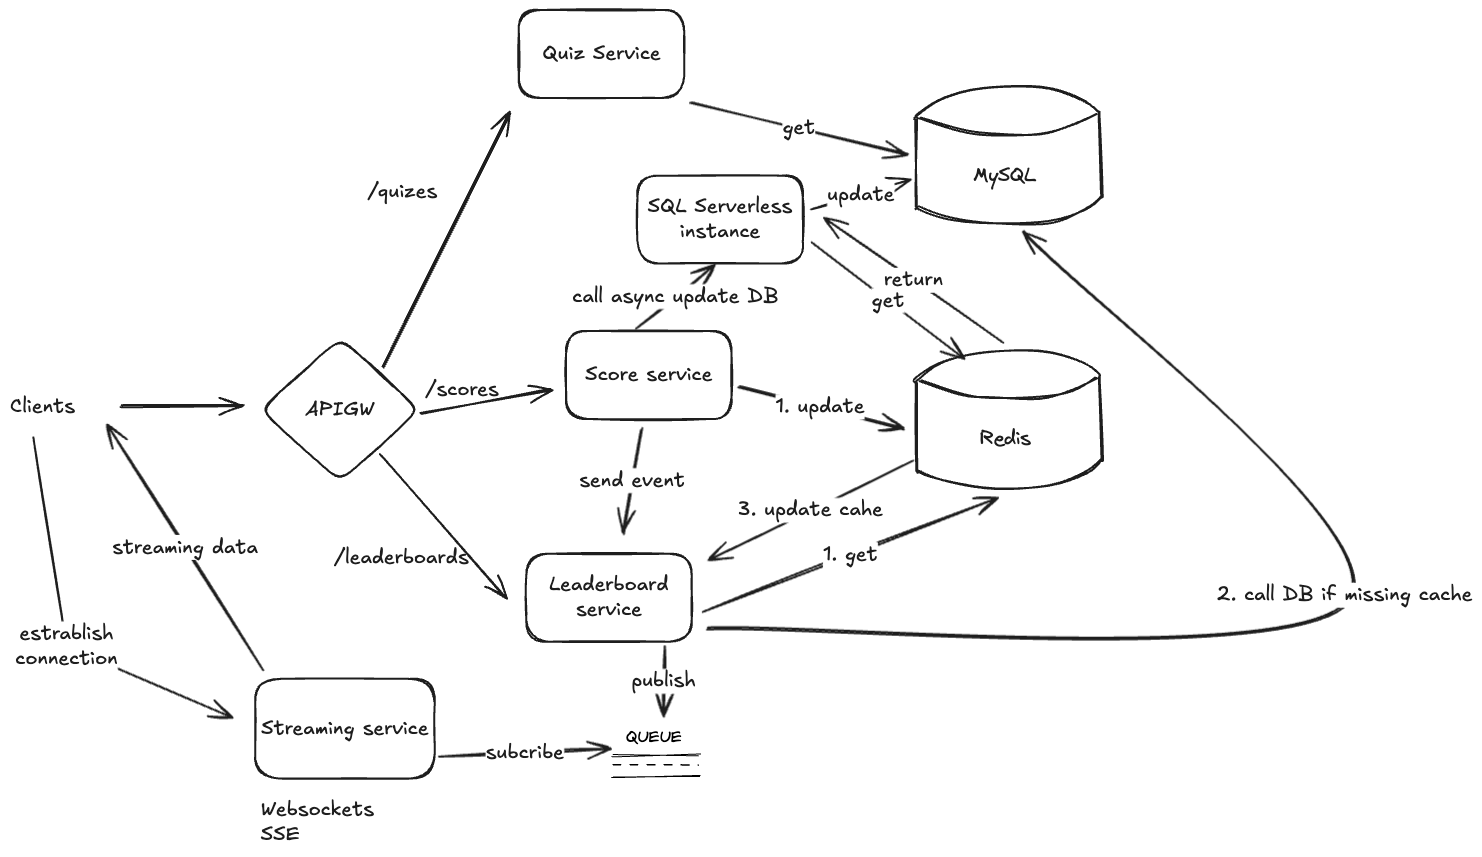 Quiz Service
get
MySQL
/quizes
SQL Serverless
instance
update
return
get
call async update DB
Score service
/scores
1. update
Clients
APIGW
Redis
send event
3. update cahe
streaming data
/leaderboards
1. get
Leaderboard
service
2. call DB if missing cache
estrablish
connection
publish
Streaming service
subcribe
QUEUE
Websockets
SSE